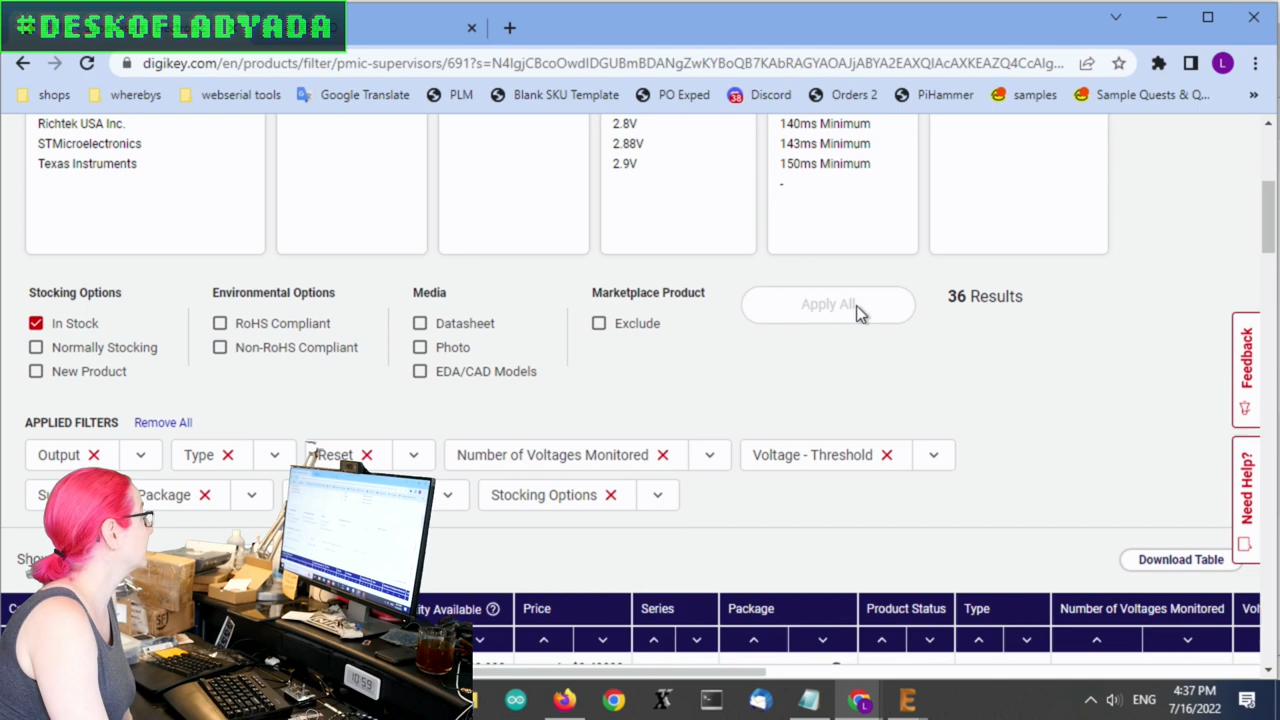 #DESKOFLADYADA
digikey.com/en/products/filter/pmic-supervisors/691?s=N4IgjCBcoOwdIDGUBmBDANgZwKYBoQB7KAbRAGYAOAJjABYA2EAXQIAcAXKEAZQ4CcAlg...
shops
wherebys
webserial tools
Google Translate
PLM
Blank SKU Template
PO Exped
38
Discord
Orders 2
PiHammer
samples
Sample Quests & Q...
»
Richtek USA Inc.
STMicroelectronics
Texas Instruments
2.8V
2.88V
2.9V
140ms Minimum
143ms Minimum
150ms Minimum
-
Stocking Options
In Stock
Normally Stocking
New Product
Environmental Options
RoHS Compliant
Non-RoHS Compliant
Media
Datasheet
Photo
EDA/CAD Models
Marketplace Product
Exclude
Apply All
36 Results
Feedback
Need Help?
APPLIED FILTERS Remove All
Output
Type
Reset
Number of Voltages Monitored
Voltage - Threshold
Package
Stocking Options
Download Table
Price
Series
Package
Product Status
Type
Number of Voltages Monitored
10:59
ENG
4:37 PM
7/16/2022